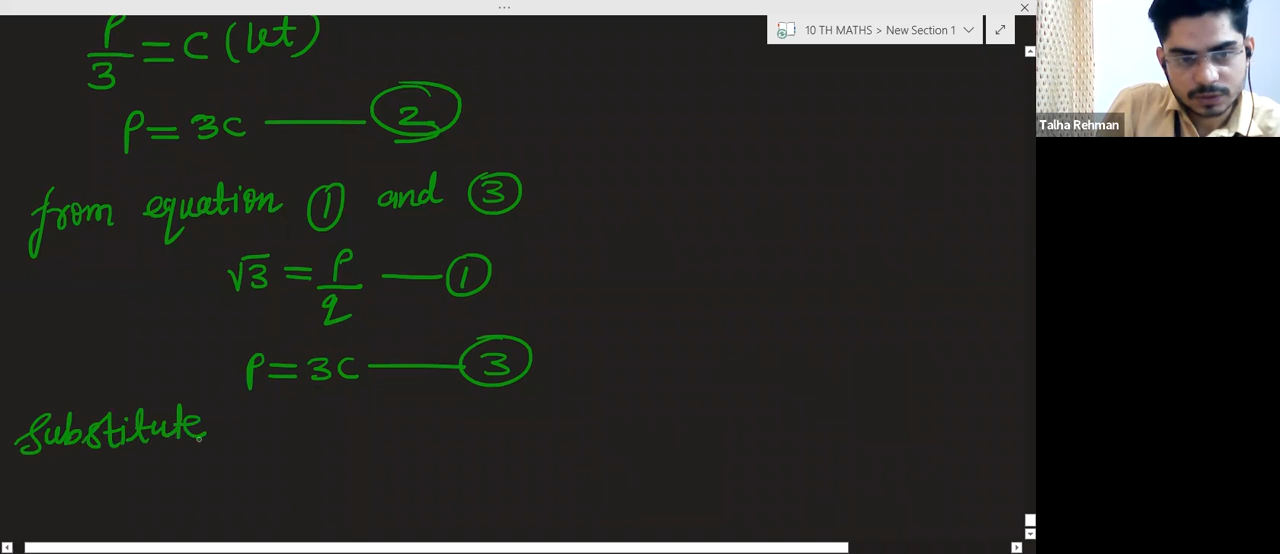 10 TH MATHS > New Section 1
Talha Rehman
P/3 = C (let)
P = 3C —— ②
from equation ① and ③
√3 = P/q —— ①
P = 3C —— ③
Substitute